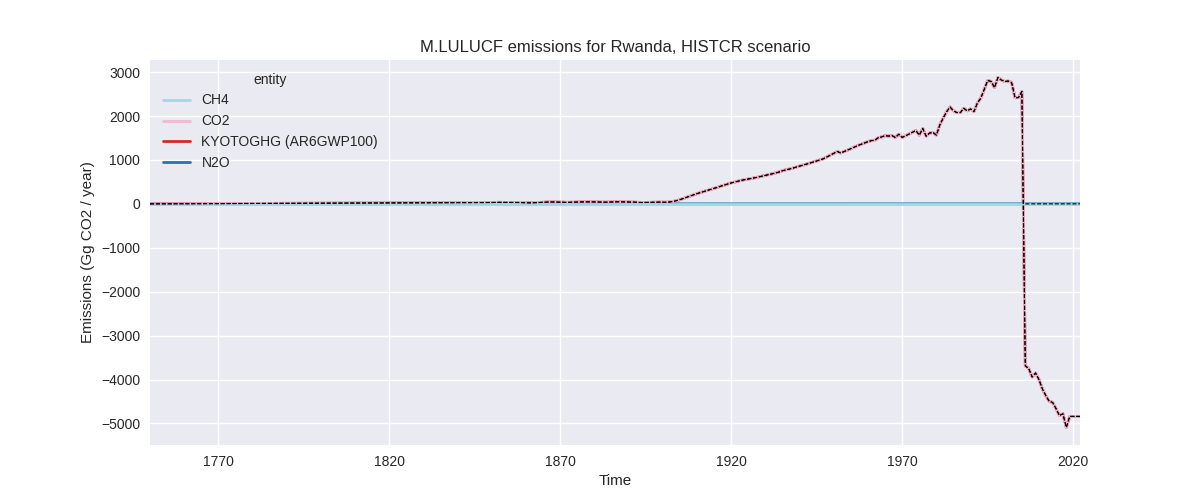 M.LULUCF emissions for Rwanda, HISTCR scenario
3000
2000
1000
0
−1000
−2000
−3000
−4000
−5000
Emissions (Gg CO2 / year)
entity
CH4
CO2
KYOTOGHG (AR6GWP100)
N2O
1770 1820 1870 1920 1970 2020
Time